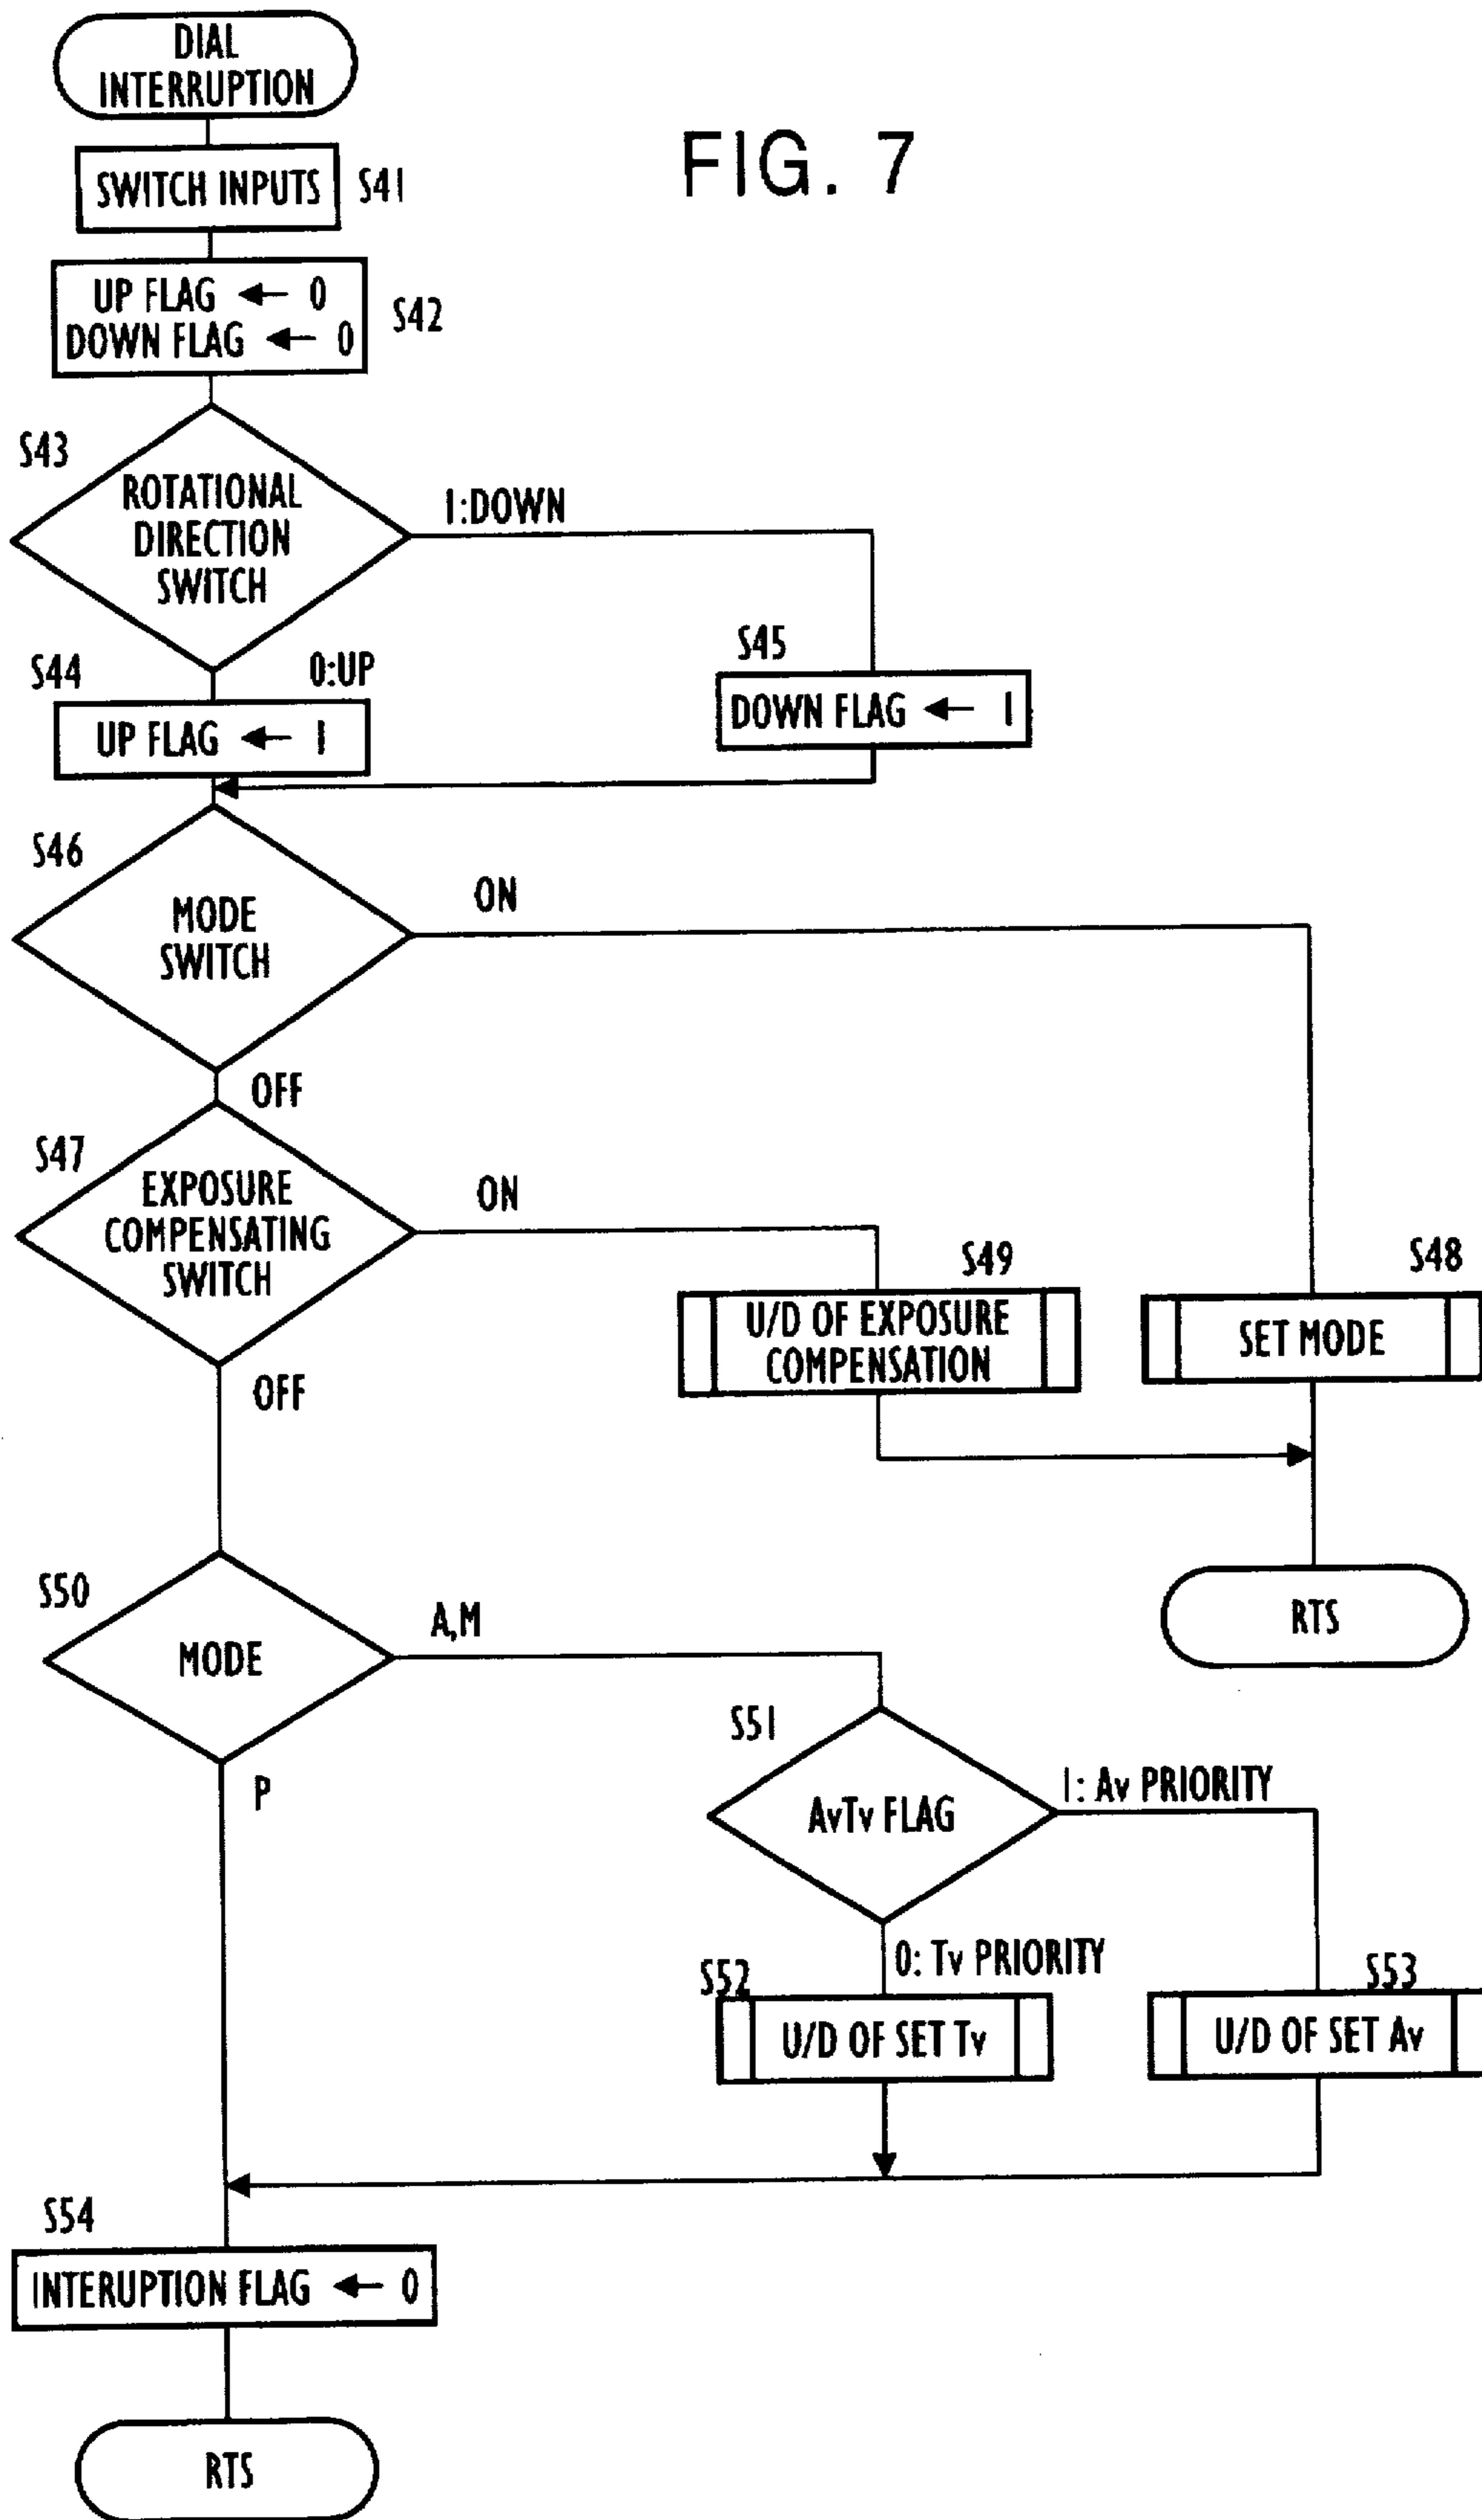 DIAL
INTERRUPTION
FIG. 7
SWITCH INPUTS
S41
UP FLAG ← 0
DOWN FLAG ← 0
S42
S43
ROTATIONAL
DIRECTION
SWITCH
1:DOWN
S44
0:UP
UP FLAG ← 1
S45
DOWN FLAG ← 1
S46
MODE
SWITCH
ON
OFF
S47
EXPOSURE
COMPENSATING
SWITCH
ON
OFF
S49
U/D OF EXPOSURE
COMPENSATION
S48
SET MODE
RTS
S50
MODE
A,M
P
S51
AvTv FLAG
1: Av PRIORITY
0: Tv PRIORITY
S52
U/D OF SET Tv
S53
U/D OF SET Av
S54
INTERUPTION FLAG ← 0
RTS